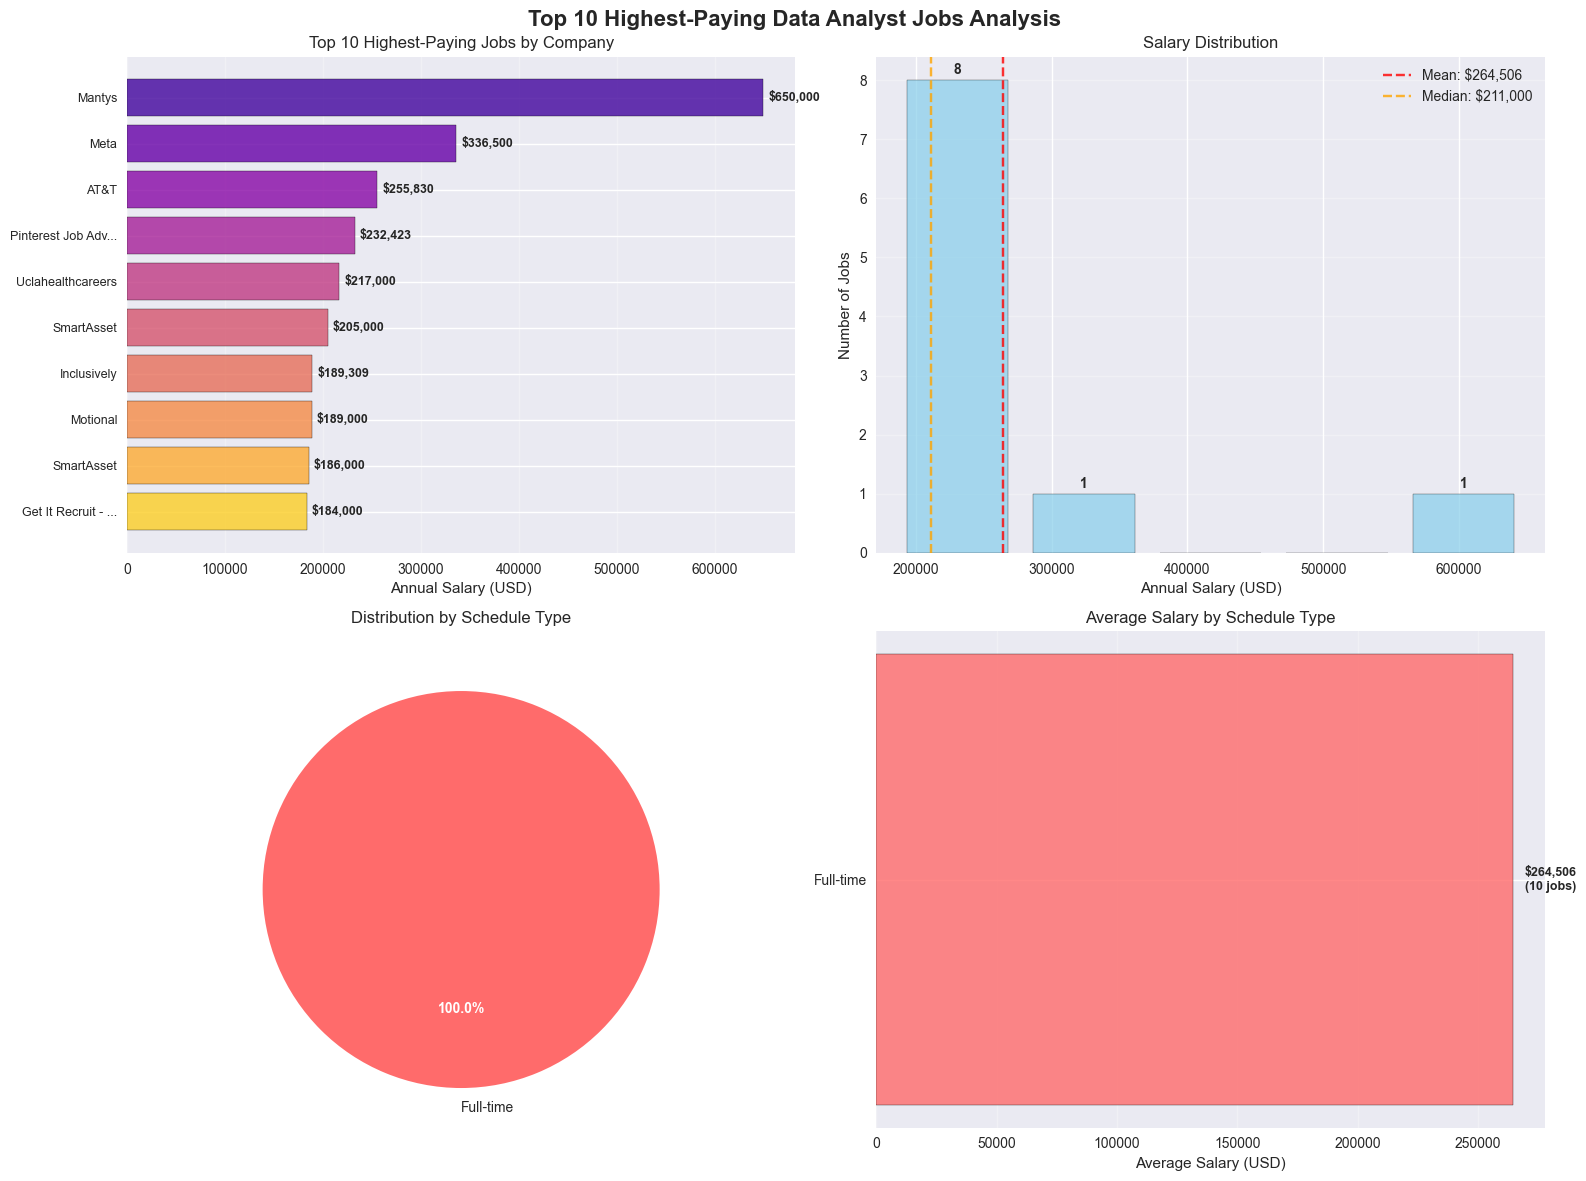 Top 10 Highest-Paying Data Analyst Jobs Analysis
Top 10 Highest-Paying Jobs by Company
Mantys
$650,000
Meta
$336,500
AT&T
$255,830
Pinterest Job Adv...
$232,423
Uclahealthcareers
$217,000
SmartAsset
$205,000
Inclusively
$189,309
Motional
$189,000
SmartAsset
$186,000
Get It Recruit - ...
$184,000
0 100000 200000 300000 400000 500000 600000
Annual Salary (USD)
Salary Distribution
Mean: $264,506
Median: $211,000
Number of Jobs
8
7
6
5
4
3
2
1
0
8
1
1
200000 300000 400000 500000 600000
Annual Salary (USD)
Distribution by Schedule Type
100.0%
Full-time
Average Salary by Schedule Type
Full-time
$264,506
(10 jobs)
0 50000 100000 150000 200000 250000
Average Salary (USD)